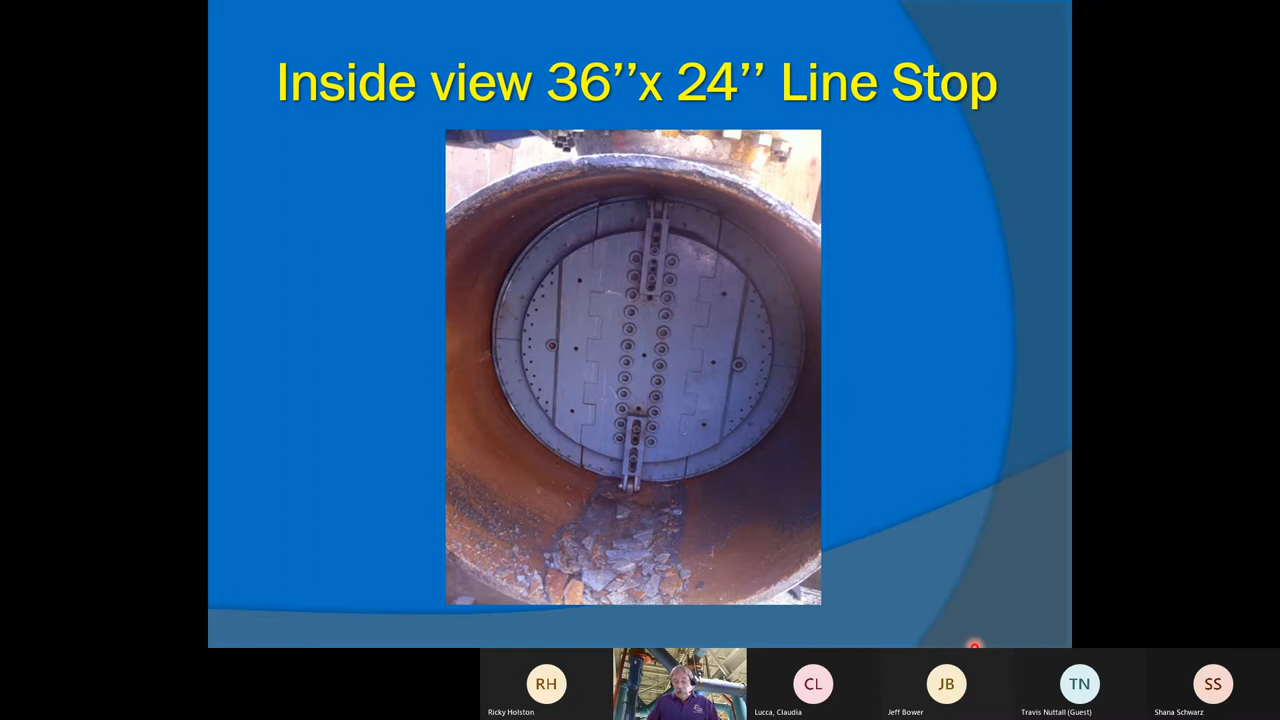 Inside view 36’’x 24’’ Line Stop
RH
CL
JB
TN
SS
Ricky Holston
Lucca, Claudia
Jeff Bower
Travis Nuttall (Guest)
Shana Schwarz